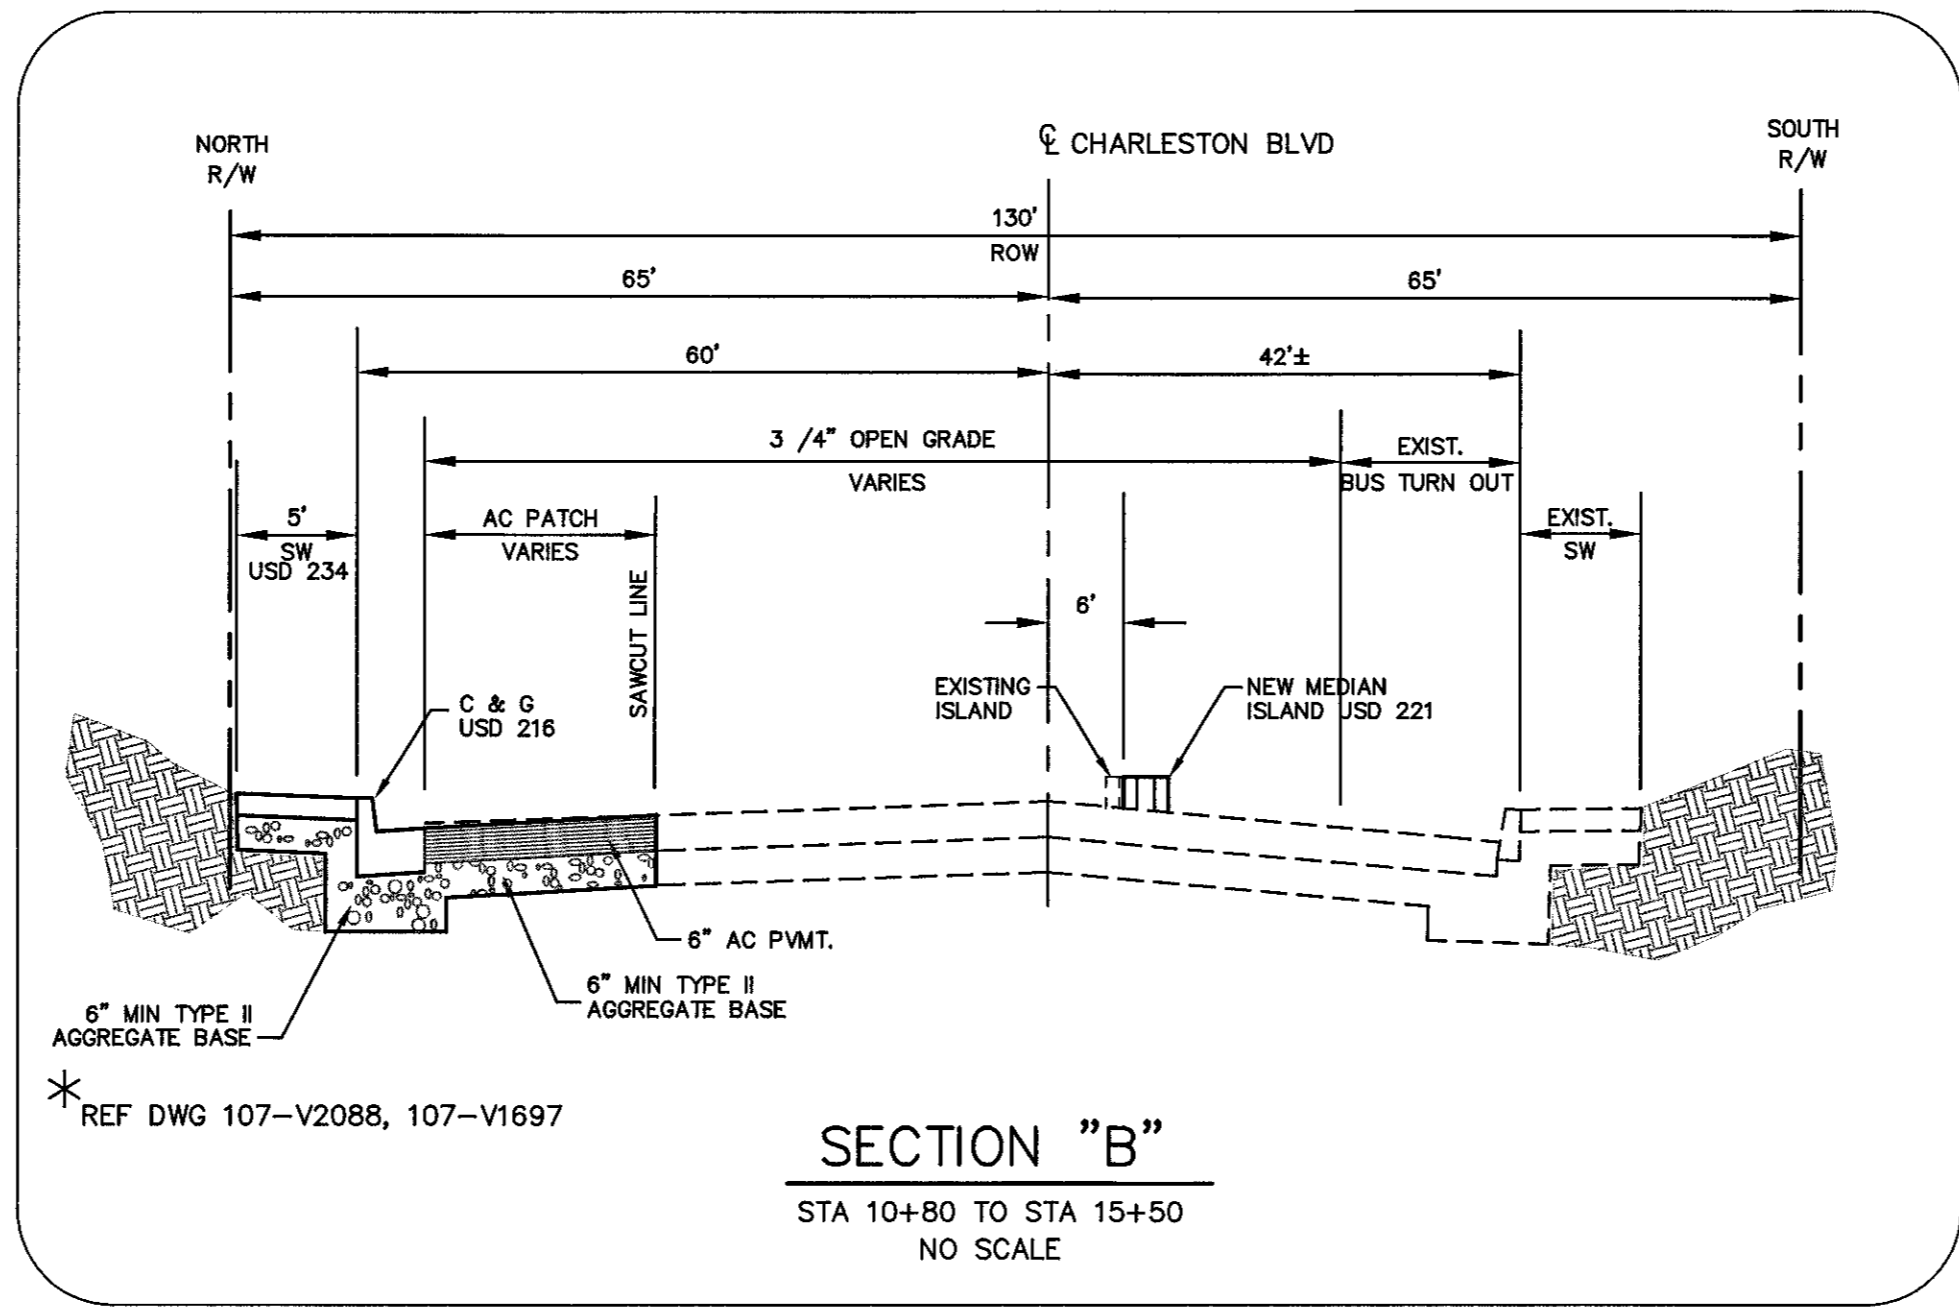 NORTH
R/W
℄ CHARLESTON BLVD
SOUTH
R/W
130'
ROW
65'
65'
60'
42'±
3 /4" OPEN GRADE
VARIES
EXIST.
BUS TURN OUT
5'
SW
USD 234
AC PATCH
VARIES
EXIST.
SW
SAWCUT LINE
6'
C & G
USD 216
EXISTING
ISLAND
NEW MEDIAN
ISLAND USD 221
6" AC PVMT.
6" MIN TYPE II
AGGREGATE BASE
6" MIN TYPE II
AGGREGATE BASE
* REF DWG 107-V2088, 107-V1697
SECTION "B"
STA 10+80 TO STA 15+50
NO SCALE